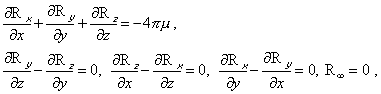 ∂R_x/∂x + ∂R_y/∂y + ∂R_z/∂z = −4πμ ,
∂R_y/∂z − ∂R_z/∂y = 0, ∂R_z/∂x − ∂R_x/∂z = 0, ∂R_x/∂y − ∂R_y/∂x = 0, R_∞ = 0 ,